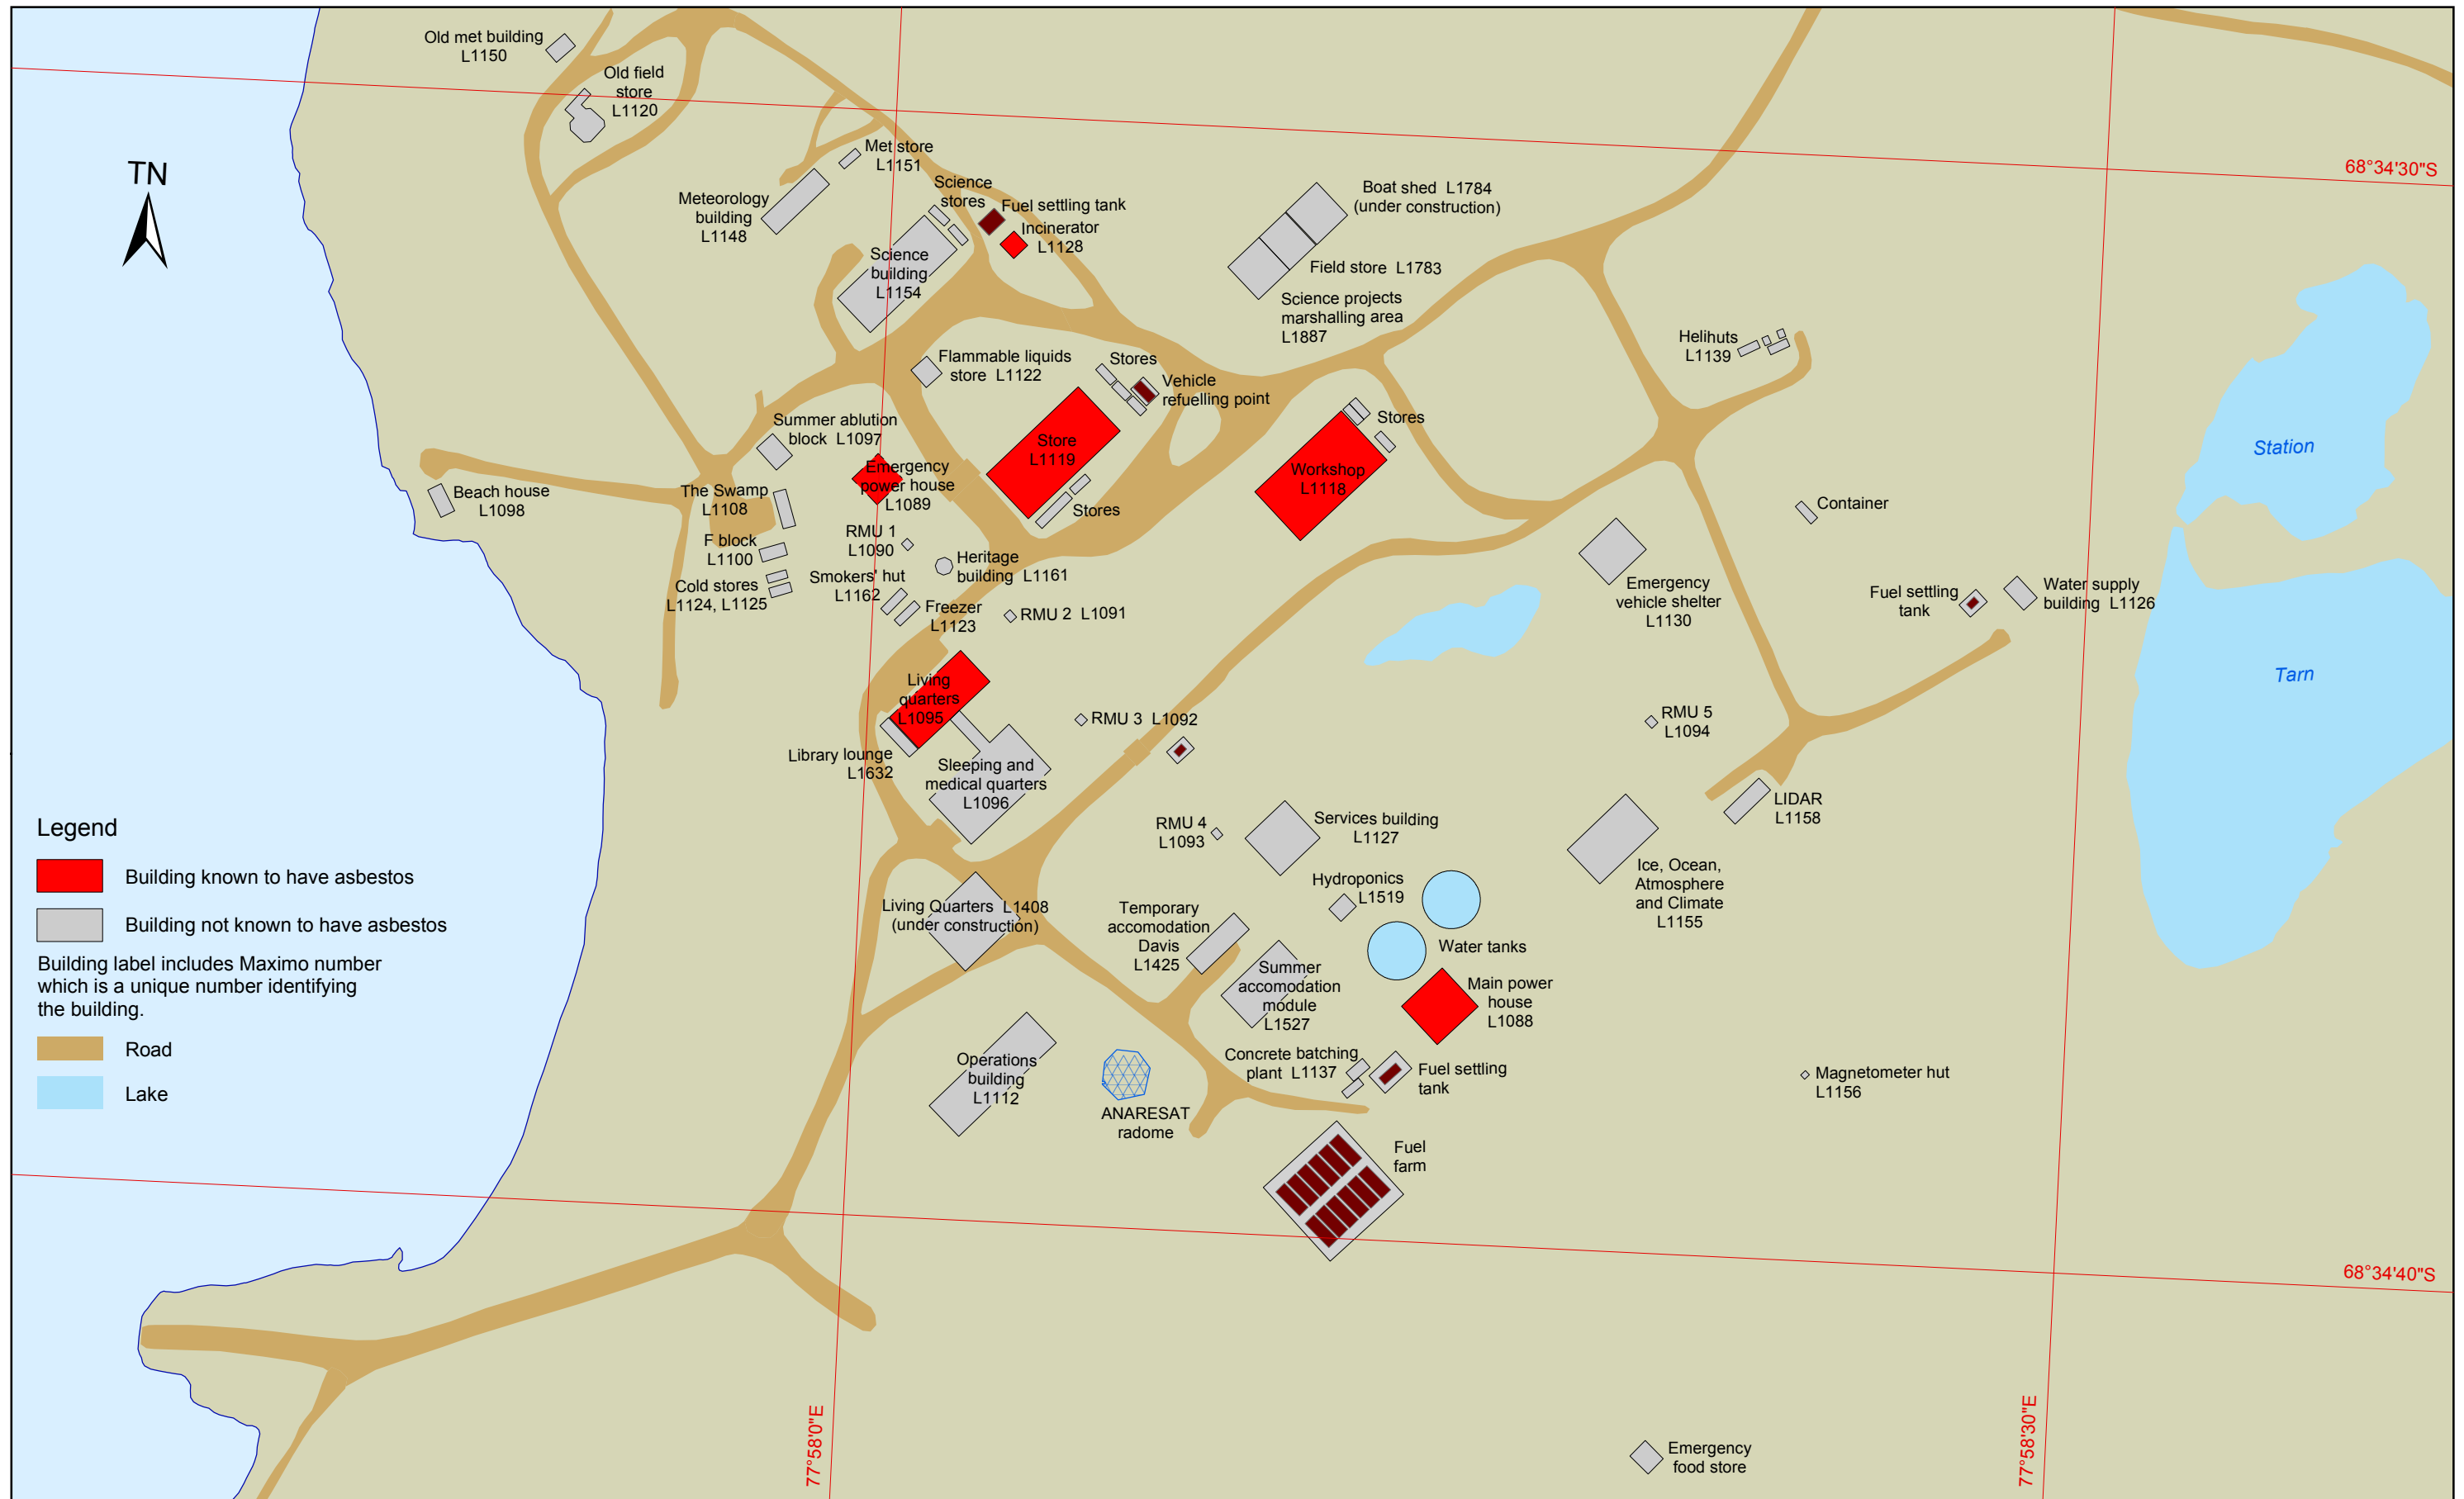 Old met building
L1150
Old field
store
L1120
TN
Met store
L1151
Meteorology
building
L1148
Science
stores
Fuel settling tank
Incinerator
L1128
Science
building
L1154
Boat shed L1784
(under construction)
Field store L1783
Science projects
marshalling area
L1887
68°34'30"S
Helihuts
L1139
Flammable liquids
store L1122
Stores
Vehicle
refuelling point
Summer ablution
block L1097
Store
L1119
Stores
Workshop
L1118
Stores
Station
Beach house
L1098
The Swamp
L1108
Emergency
power house
L1089
Container
RMU 1
L1090
F block
L1100
Heritage
building L1161
Cold stores
L1124, L1125
Smokers' hut
L1162
Freezer
L1123
RMU 2 L1091
Emergency
vehicle shelter
L1130
Fuel settling
tank
Water supply
building L1126
Tarn
Living
quarters
L1095
RMU 3 L1092
RMU 5
L1094
Library lounge
L1632
Sleeping and
medical quarters
L1096
RMU 4
L1093
Services building
L1127
LIDAR
L1158
Ice, Ocean,
Atmosphere
and Climate
L1155
Hydroponics
L1519
Living Quarters L1408
(under construction)
Temporary
accomodation
Davis
L1425
Water tanks
Summer
accomodation
module
L1527
Main power
house
L1088
Operations
building
L1112
ANARESAT
radome
Concrete batching
plant L1137
Fuel settling
tank
Magnetometer hut
L1156
Fuel
farm
68°34'40"S
77°58'0"E
77°58'30"E
Emergency
food store
Legend
Building known to have asbestos
Building not known to have asbestos
Building label includes Maximo number
which is a unique number identifying
the building.
Road
Lake